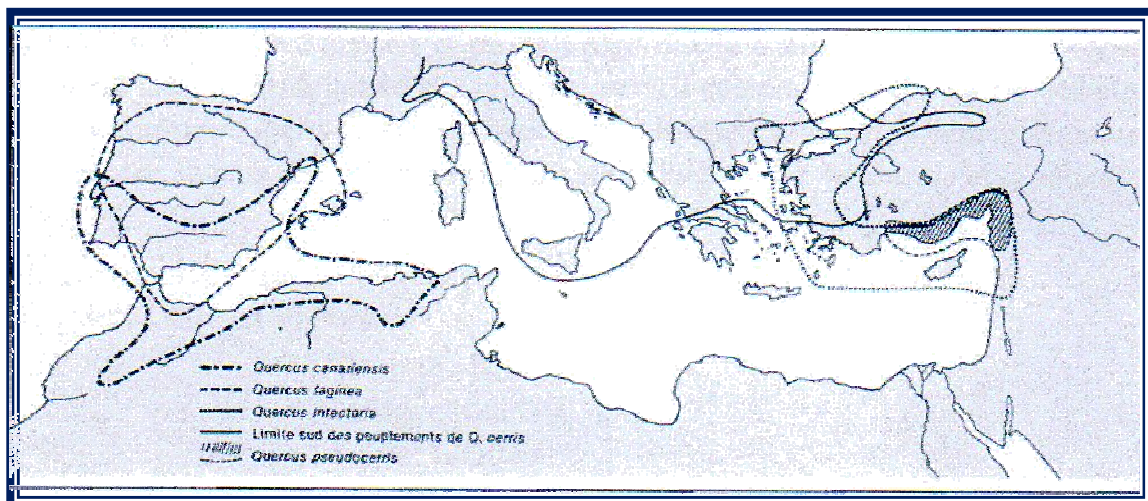 Quercus canariensis
Quercus faginea
Quercus infectoria
Limite sud des peuplements de Q. cerris
Quercus pseudocerris